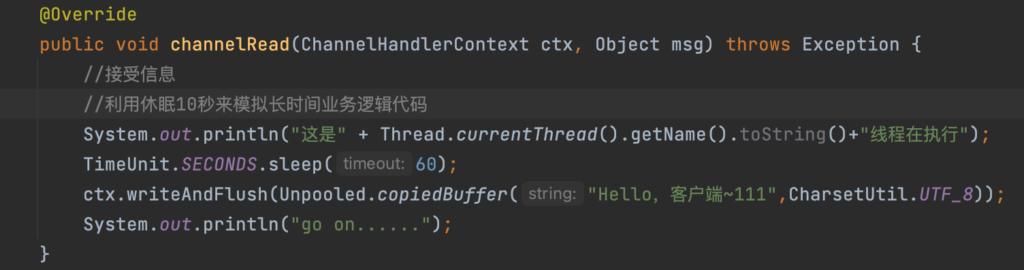 @Override
public void channelRead(ChannelHandlerContext ctx, Object msg) throws Exception {
//接受信息
//利用休眠10秒来模拟长时间业务逻辑代码
System.out.println("这是" + Thread.currentThread().getName().toString()+"线程在执行");
TimeUnit.SECONDS.sleep( timeout: 60);
ctx.writeAndFlush(Unpooled.copiedBuffer( string: "Hello，客户端~111",CharsetUtil.UTF_8));
System.out.println("go on......");
}